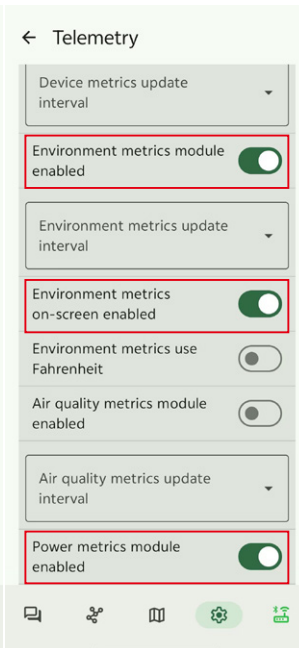 Telemetry
Device metrics update
interval
Environment metrics module
enabled
Environment metrics update
interval
Environment metrics
on-screen enabled
Environment metrics use
Fahrenheit
Air quality metrics module
enabled
Air quality metrics update
interval
Power metrics module
enabled